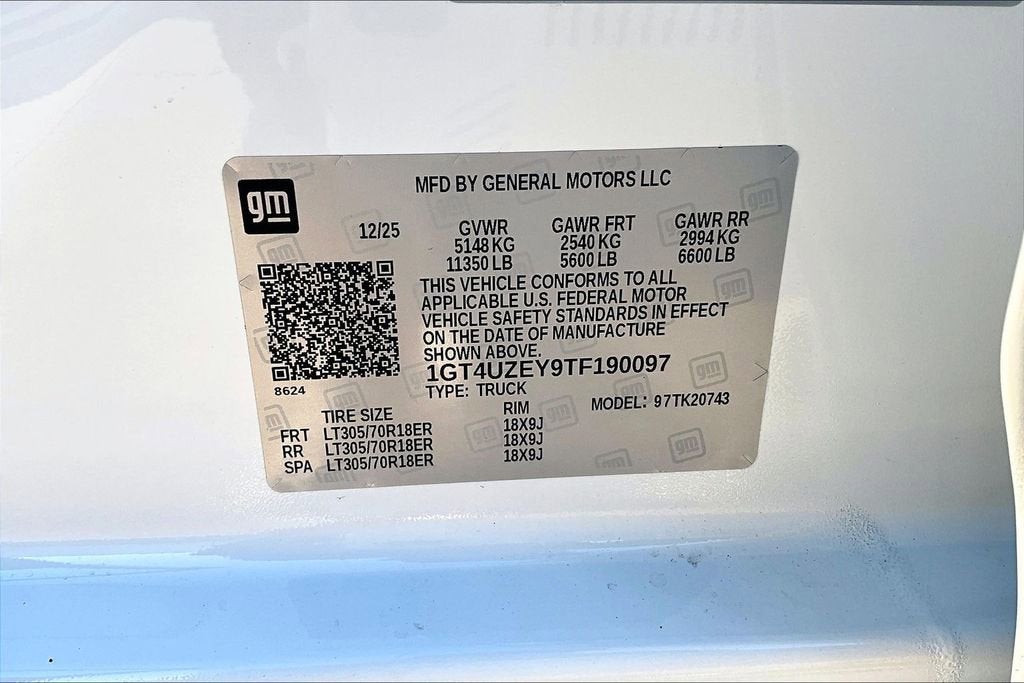 gm
MFD BY GENERAL MOTORS LLC
12/25 GVWR GAWR FRT GAWR RR
5148 KG 2540 KG 2994 KG
11350 LB 5600 LB 6600 LB
THIS VEHICLE CONFORMS TO ALL
APPLICABLE U.S. FEDERAL MOTOR
VEHICLE SAFETY STANDARDS IN EFFECT
ON THE DATE OF MANUFACTURE
SHOWN ABOVE.
8624
1GT4UZEY9TF190097
TYPE: TRUCK
MODEL: 97TK20743
TIRE SIZE RIM
FRT LT305/70R18ER 18X9J
RR LT305/70R18ER 18X9J
SPA LT305/70R18ER 18X9J